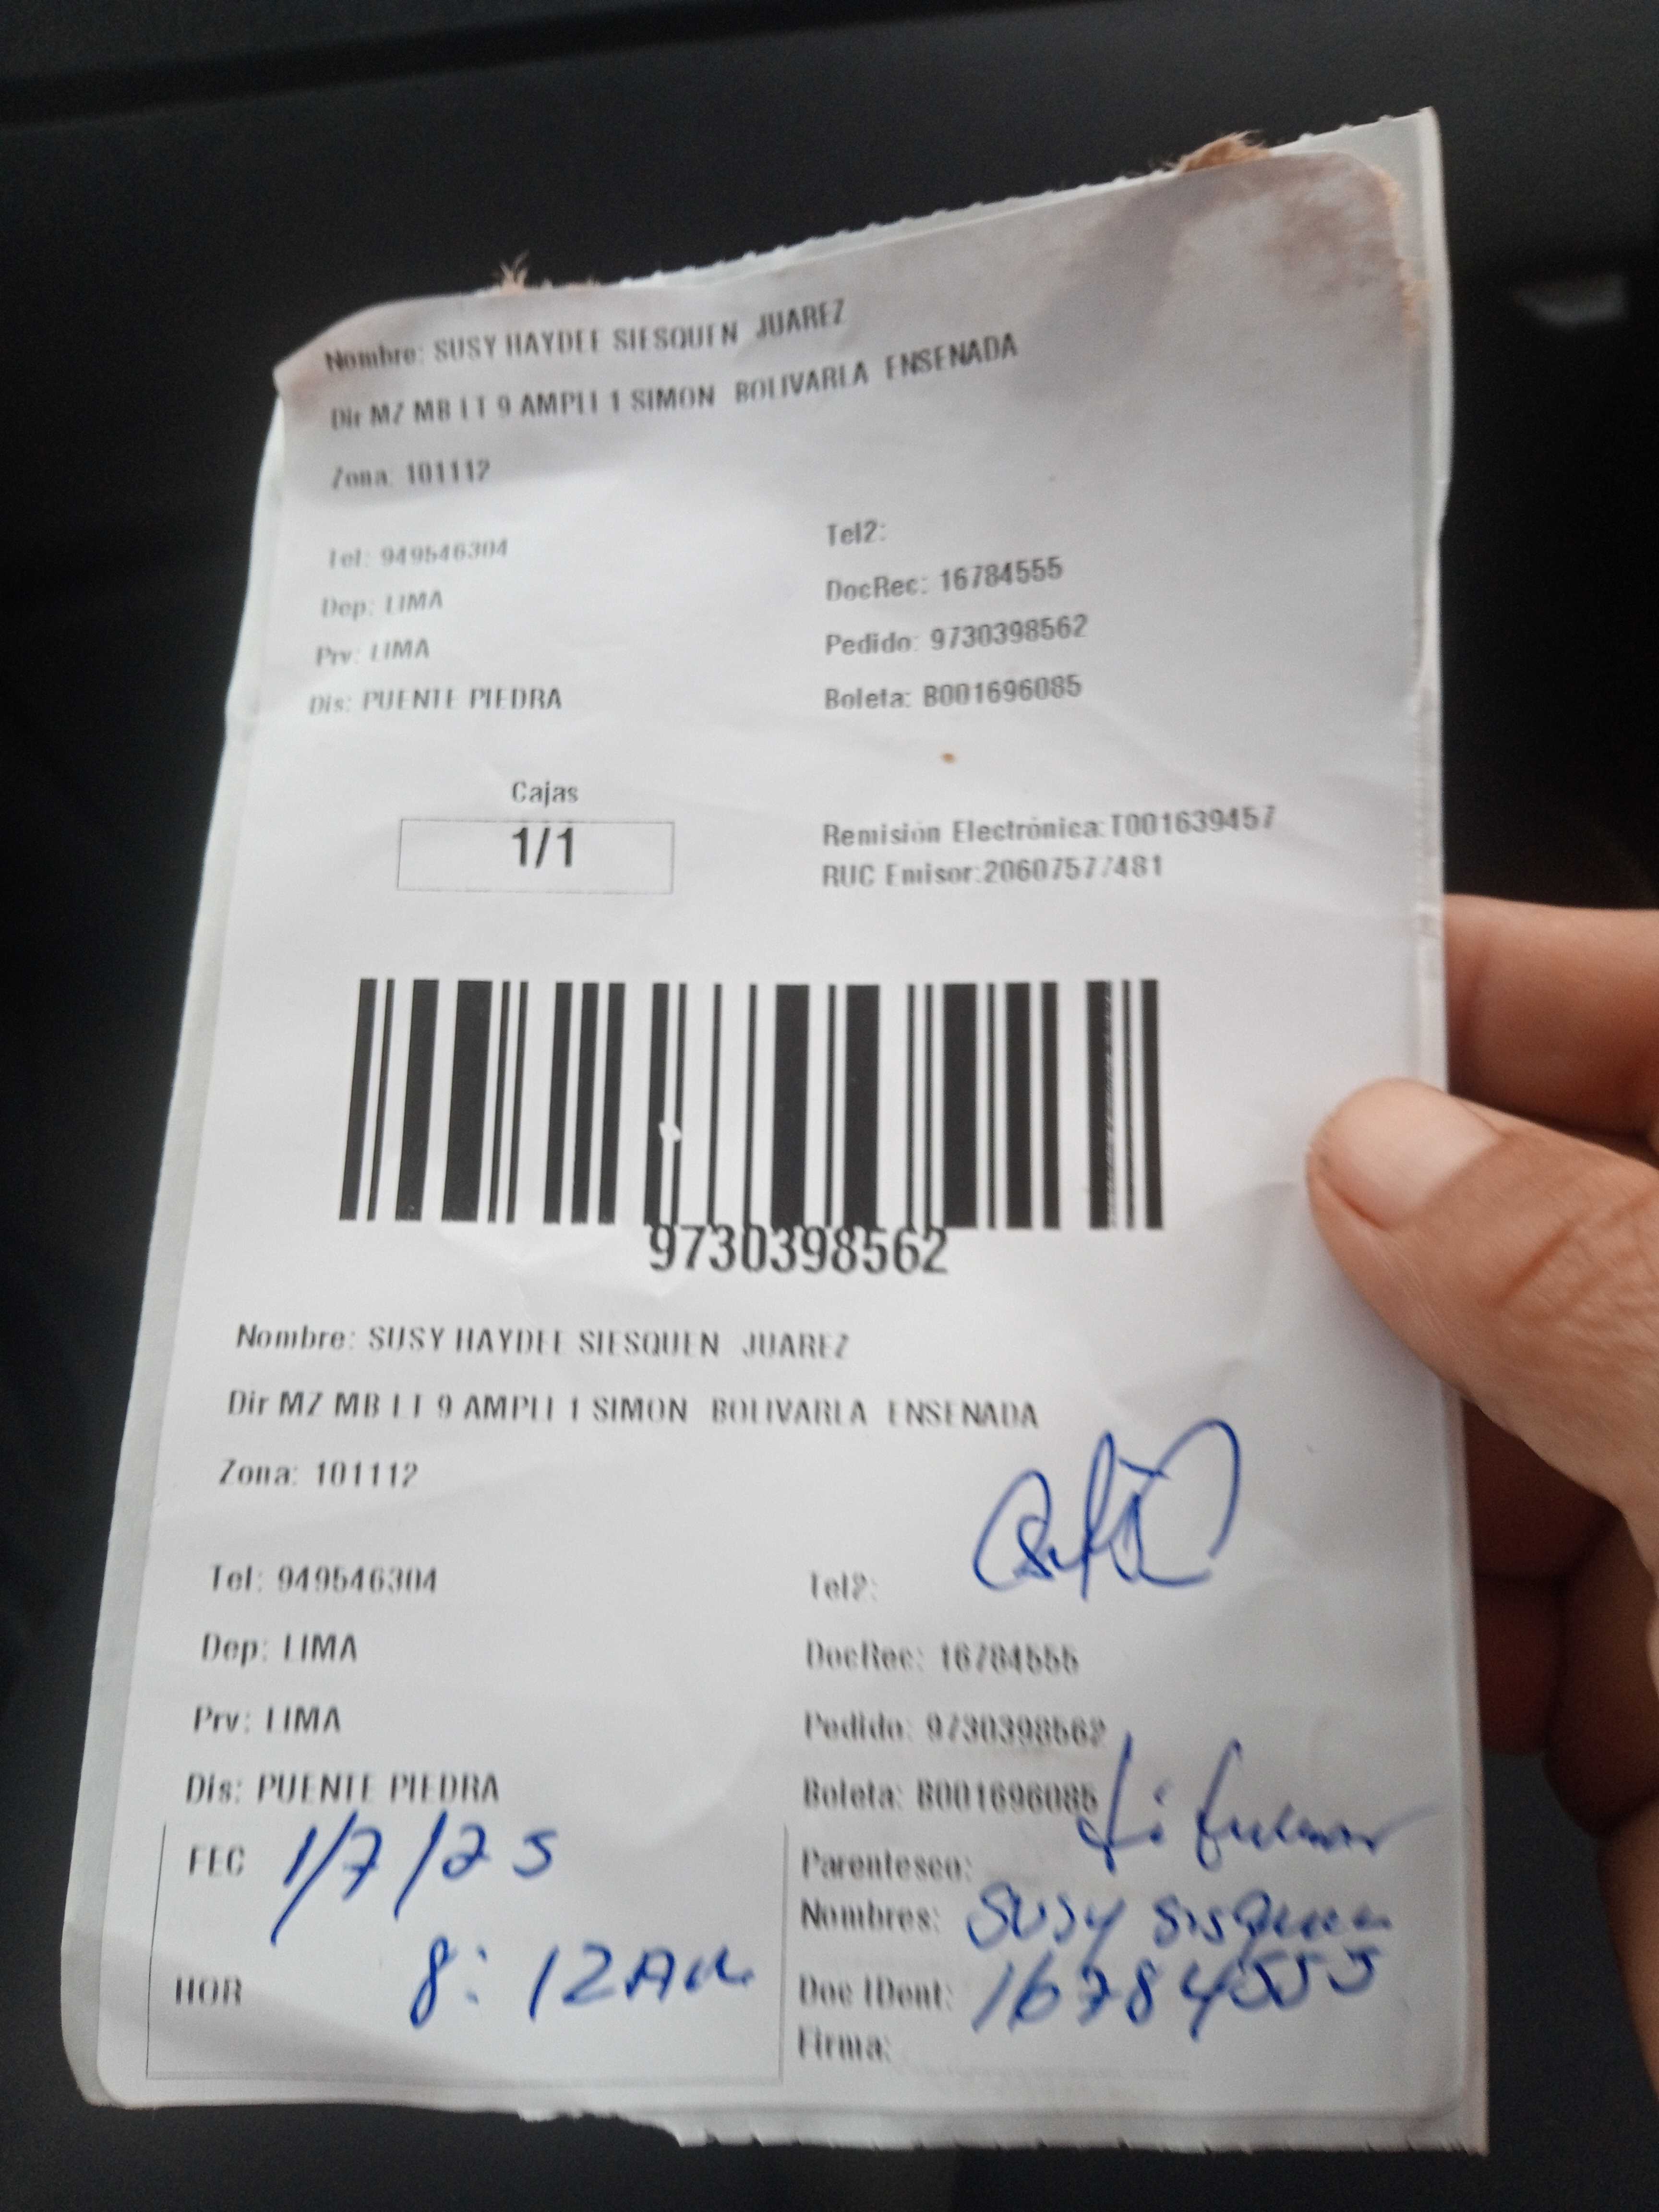 Nombre: SUSY HAYDEE SIESQUEN JUAREZ
Dir MZ MB LT 9 AMPLI 1 SIMON BOLIVARLA ENSENADA
Zona: 101112
Tel: 949546304
Tel2:
Dep: LIMA
DocRec: 16784555
Prv: LIMA
Pedido: 9730398562
Dis: PUENTE PIEDRA
Boleta: B001696085
Cajas
1/1
Remisión Electrónica:T001639457
RUC Emisor:20607577481
9730398562
Nombre: SUSY HAYDEE SIESQUEN JUAREZ
Dir MZ MB LT 9 AMPLI 1 SIMON BOLIVARLA ENSENADA
Zona: 101112
Tel: 949546304
Tel2:
Dep: LIMA
DocRec: 16784555
Prv: LIMA
Pedido: 9730398562
Dis: PUENTE PIEDRA
Boleta: B001696085
FEC 1/7/25
Parentesco:
Nombres: Susy
HOR 8:12AM
Doc IDent: 16784555
Firma: